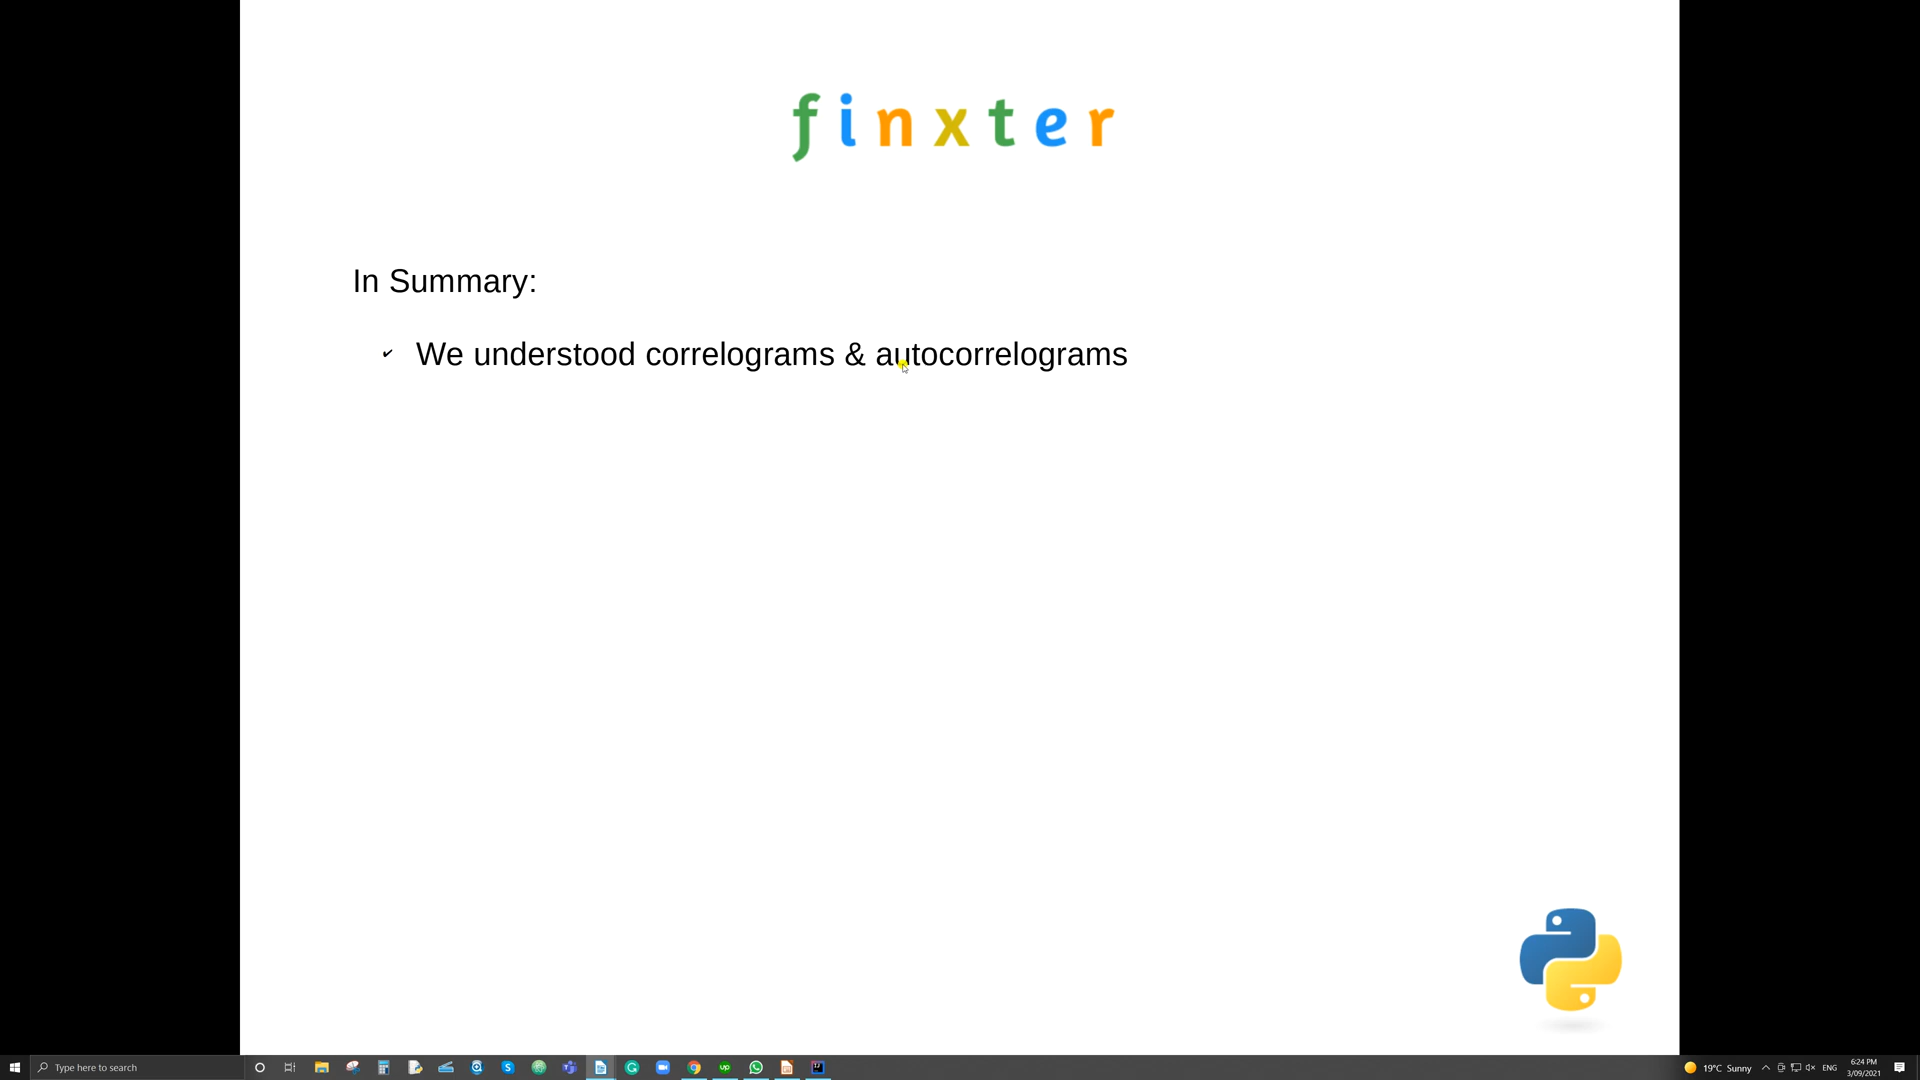 finxter
In Summary:
✔ We understood correlograms & autocorrelograms
Type here to search
19°C Sunny
ENG
6:24 PM
3/09/2021